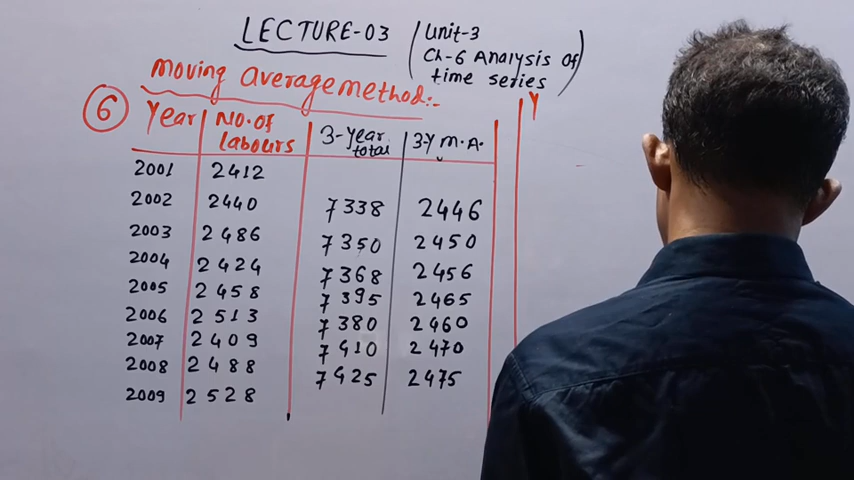 LECTURE-03
Unit-3
Ch-6 Analysis of
time series
moving average method:-
6
Year No. of labours 3-year total 3-Y M.A.
2001 2412
2002 2440 7338 2446
2003 2486 7350 2450
2004 2424 7368 2456
2005 2458 7395 2465
2006 2513 7380 2460
2007 2409 7410 2470
2008 2488 7425 2475
2009 2528
Y